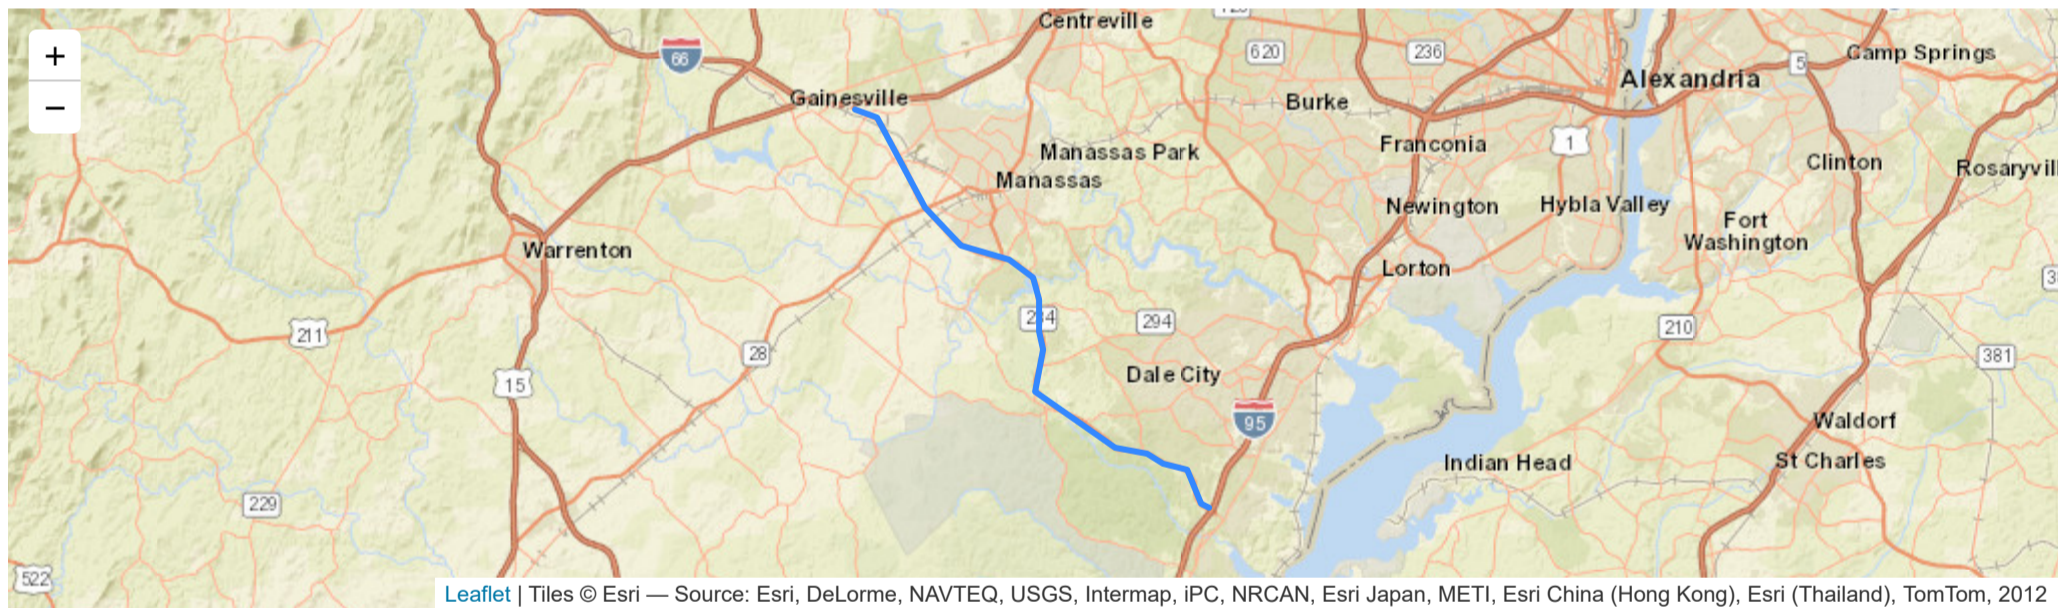 +
−
Centreville
66
620
236
5
Camp Springs
Alexandria
Gainesville
Burke
Franconia
1
Manassas Park
Clinton
Rosaryvil
Manassas
Newington
Hybla Valley
Fort
Washington
Warrenton
Lorton
211
294
210
28
381
Dale City
15
95
Waldorf
Indian Head
St Charles
229
522
Leaflet | Tiles © Esri — Source: Esri, DeLorme, NAVTEQ, USGS, Intermap, iPC, NRCAN, Esri Japan, METI, Esri China (Hong Kong), Esri (Thailand), TomTom, 2012